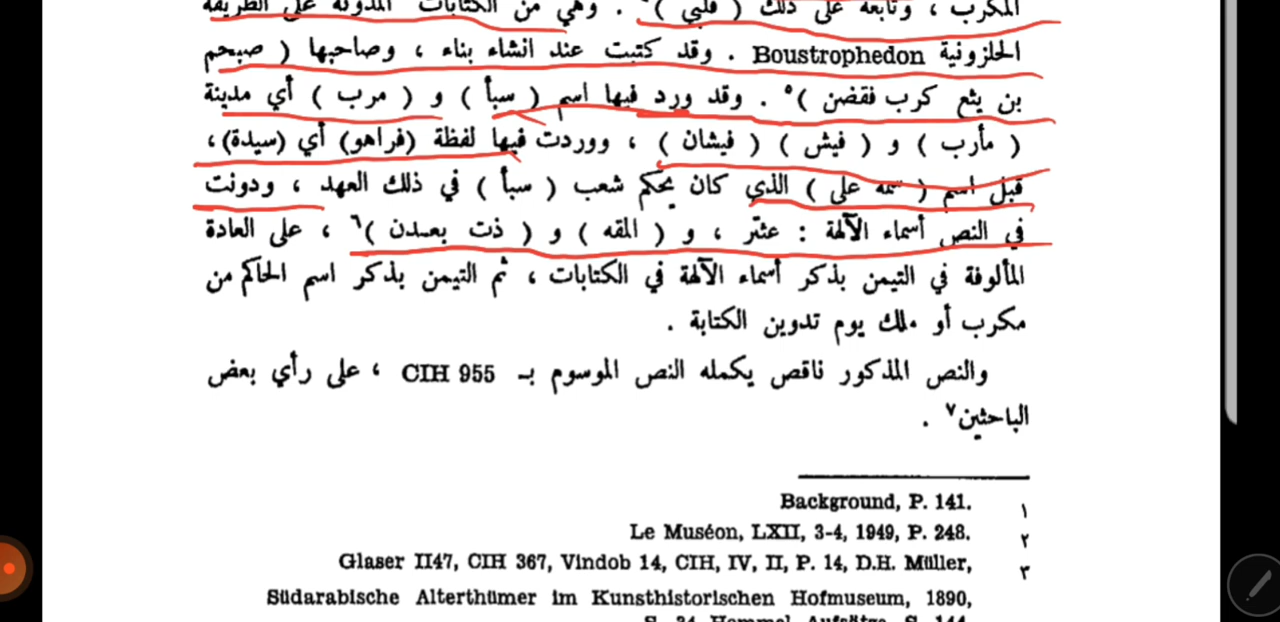 المكرب ، وتابعه على ذلك ( فلبي ) . وهي من الكتابات المدونة على الطريقة
الحلزونية Boustrophedon . وقد كتبت عند انشاء بناء ، وصاحبها ( صبحم
بن يثع كرب فقضن )٥ . وقد ورد فيها اسم ( سبأ ) و ( مرب ) أي مدينة
( مأرب ) و ( فيش ) ( فيشان ) ، ووردت فيها لفظة (فراهو) أي (سيدة)،
قبل اسم ( سمه على ) الذي كان يحكم شعب ( سبأ ) في ذلك العهد ، ودونت
في النص أسماء الآلهة : عثتر ، و ( المقه ) و ( ذت بعدن )٦ ، على العادة
المألوفة في التيمن بذكر أسماء الآلهة في الكتابات ، ثم التيمن بذكر اسم الحاكم من
مكرب أو ملك يوم تدوين الكتابة .
والنص المذكور ناقص يكمله النص الموسوم بـ CIH 955 ، على رأي بعض
الباحثين٧ .
١ Background, P. 141.
٢ Le Muséon, LXII, 3-4, 1949, P. 248.
٣ Glaser II47, CIH 367, Vindob 14, CIH, IV, II, P. 14, D.H. Müller,
Südarabische Alterthümer im Kunsthistorischen Hofmuseum, 1890,